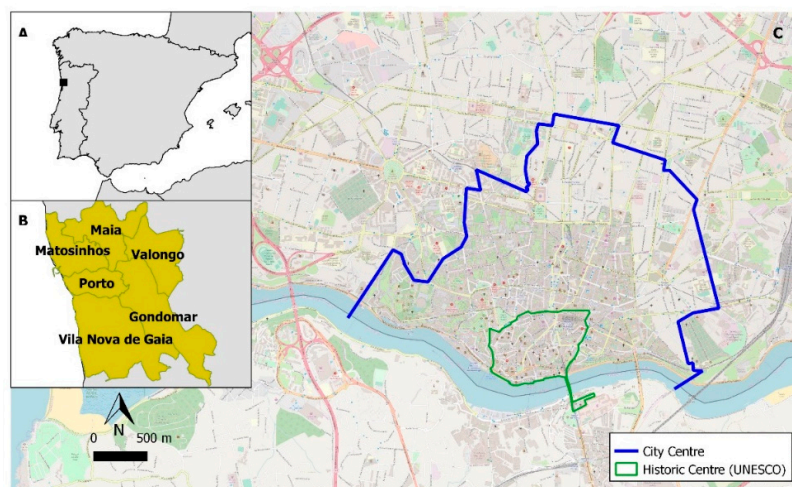 A
B
Maia
Matosinhos
Valongo
Porto
Gondomar
Vila Nova de Gaia
N
0 500 m
C
City Centre
Historic Centre (UNESCO)